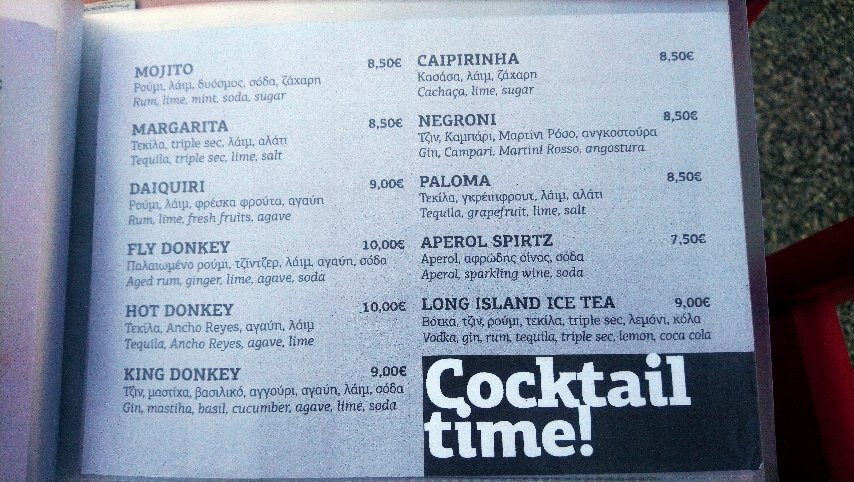 MOJITO 8,50€
Ρούμι, λάιμ, δυόσμος, σόδα, ζάχαρη
Rum, lime, mint, soda, sugar
MARGARITA 8,50€
Τεκίλα, triple sec, λάιμ, αλάτι
Tequila, triple sec, lime, salt
DAIQUIRI 9,00€
Ρούμι, λάιμ, φρέσκα φρούτα, αγαύη
Rum, lime, fresh fruits, agave
FLY DONKEY 10,00€
Παλαιωμένο ρούμι, τζίντζερ, λάιμ, αγαύη, σόδα
Aged rum, ginger, lime, agave, soda
HOT DONKEY 10,00€
Τεκίλα, Ancho Reyes, αγαύη, λάιμ
Tequila, Ancho Reyes, agave, lime
KING DONKEY 9,00€
Τζιν, μαστίχα, βασιλικό, αγγούρι, αγαύη, λάιμ, σόδα
Gin, mastiha, basil, cucumber, agave, lime, soda
CAIPIRINHA 8,50€
Κασάσα, λάιμ, ζάχαρη
Cachaça, lime, sugar
NEGRONI 8,50€
Τζιν, Καμπάρι, Μαρτίνι Ρόσο, ανγκοστούρα
Gin, Campari, Martini Rosso, angostura
PALOMA 8,50€
Τεκίλα, γκρέιπφρουτ, λάιμ, αλάτι
Tequila, grapefruit, lime, salt
APEROL SPIRTZ 7.50€
Aperol, αφρώδης οίνος, σόδα
Aperol, sparkling wine, soda
LONG ISLAND ICE TEA 9,00€
Βότκα, τζιν, ρούμι, τεκίλα, triple sec, λεμόνι, κόλα
Vodka, gin, rum, tequila, triple sec, lemon, coca cola
Cocktail
time!